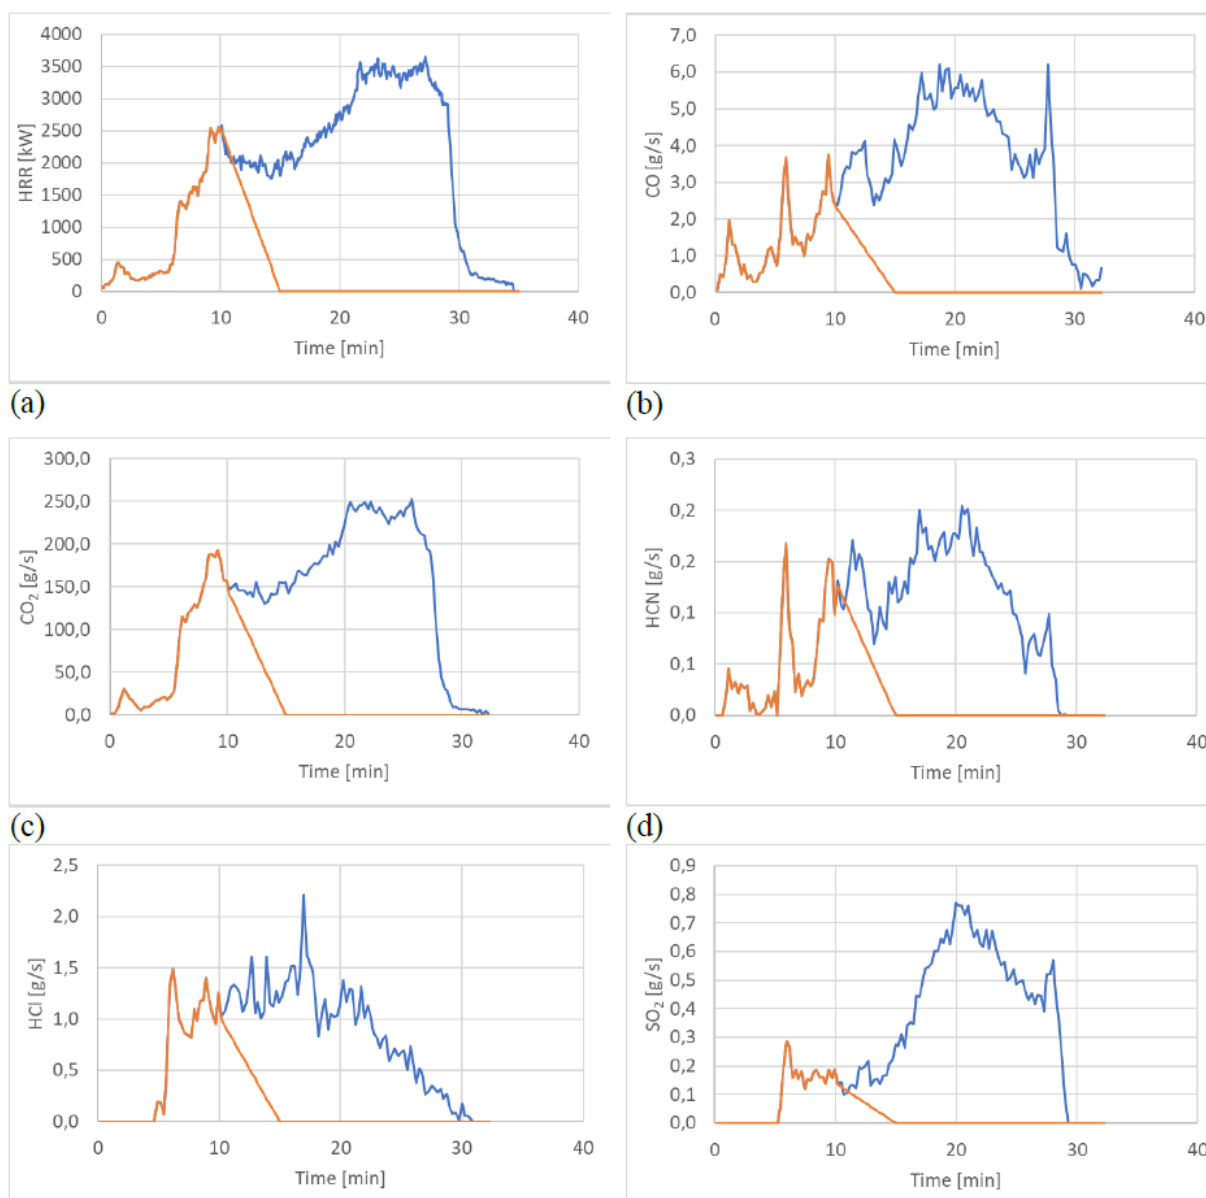 HRR [kW]
4000
3500
3000
2500
2000
1500
1000
500
0
0 10 20 30 40
Time [min]
CO [g/s]
7,0
6,0
5,0
4,0
3,0
2,0
1,0
0,0
0 10 20 30 40
Time [min]
(a) (b)
CO2 [g/s]
300,0
250,0
200,0
150,0
100,0
50,0
0,0
0 10 20 30 40
Time [min]
HCN [g/s]
0,3
0,2
0,2
0,1
0,1
0,0
0 10 20 30 40
Time [min]
(c) (d)
HCl [g/s]
2,5
2,0
1,5
1,0
0,5
0,0
0 10 20 30 40
Time [min]
SO2 [g/s]
0,9
0,8
0,7
0,6
0,5
0,4
0,3
0,2
0,1
0,0
0 10 20 30 40
Time [min]